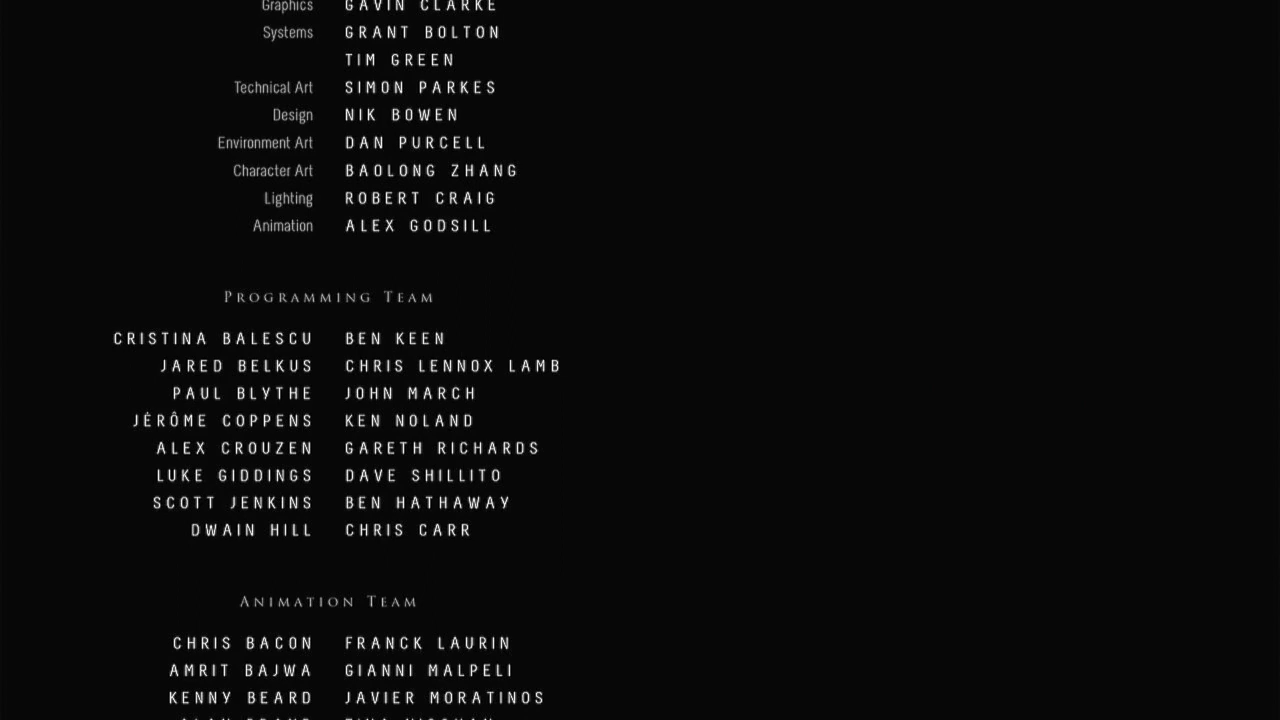 Graphics GAVIN CLARKE
Systems GRANT BOLTON
TIM GREEN
Technical Art SIMON PARKES
Design NIK BOWEN
Environment Art DAN PURCELL
Character Art BAOLONG ZHANG
Lighting ROBERT CRAIG
Animation ALEX GODSILL
PROGRAMMING TEAM
CRISTINA BALESCU BEN KEEN
JARED BELKUS CHRIS LENNOX LAMB
PAUL BLYTHE JOHN MARCH
JÉRÔME COPPENS KEN NOLAND
ALEX CROUZEN GARETH RICHARDS
LUKE GIDDINGS DAVE SHILLITO
SCOTT JENKINS BEN HATHAWAY
DWAIN HILL CHRIS CARR
ANIMATION TEAM
CHRIS BACON FRANCK LAURIN
AMRIT BAJWA GIANNI MALPELI
KENNY BEARD JAVIER MORATINOS